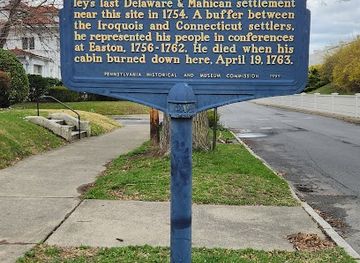 ley's last Delaware & Mahican settlement
near this site in 1754. A buffer between
the Iroquois and Connecticut settlers,
he represented his people in conferences
at Easton, 1756-1762. He died when his
cabin burned down here, April 19, 1763.
PENNSYLVANIA HISTORICAL AND MUSEUM COMMISSION